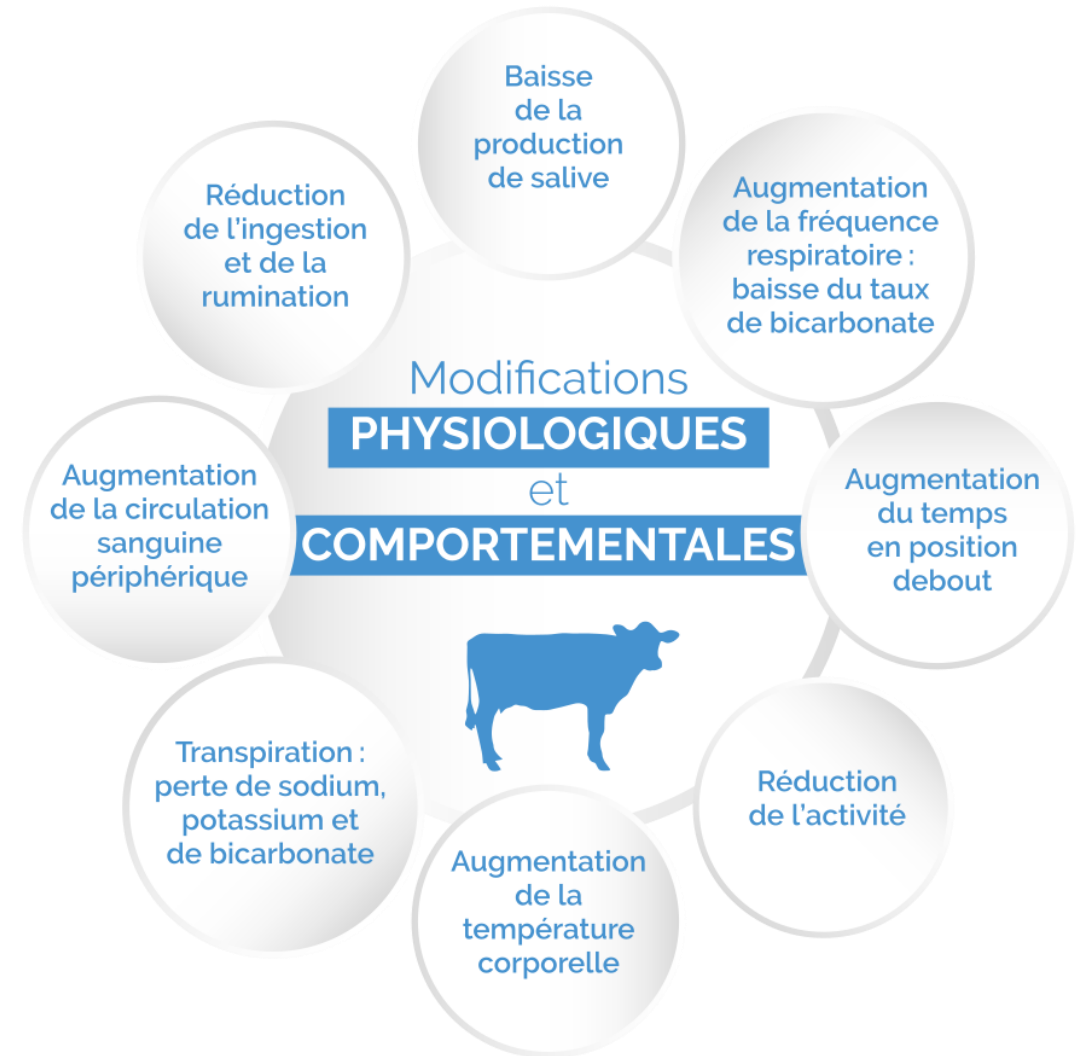 Baisse
de la
production
de salive
Augmentation
de la fréquence
respiratoire :
baisse du taux
de bicarbonate
Augmentation
du temps
en position
debout
Réduction
de l'activité
Augmentation
de la
température
corporelle
Transpiration :
perte de sodium,
potassium et
de bicarbonate
Augmentation
de la circulation
sanguine
périphérique
Réduction
de l'ingestion
et de la
rumination
Modifications
PHYSIOLOGIQUES
et
COMPORTEMENTALES